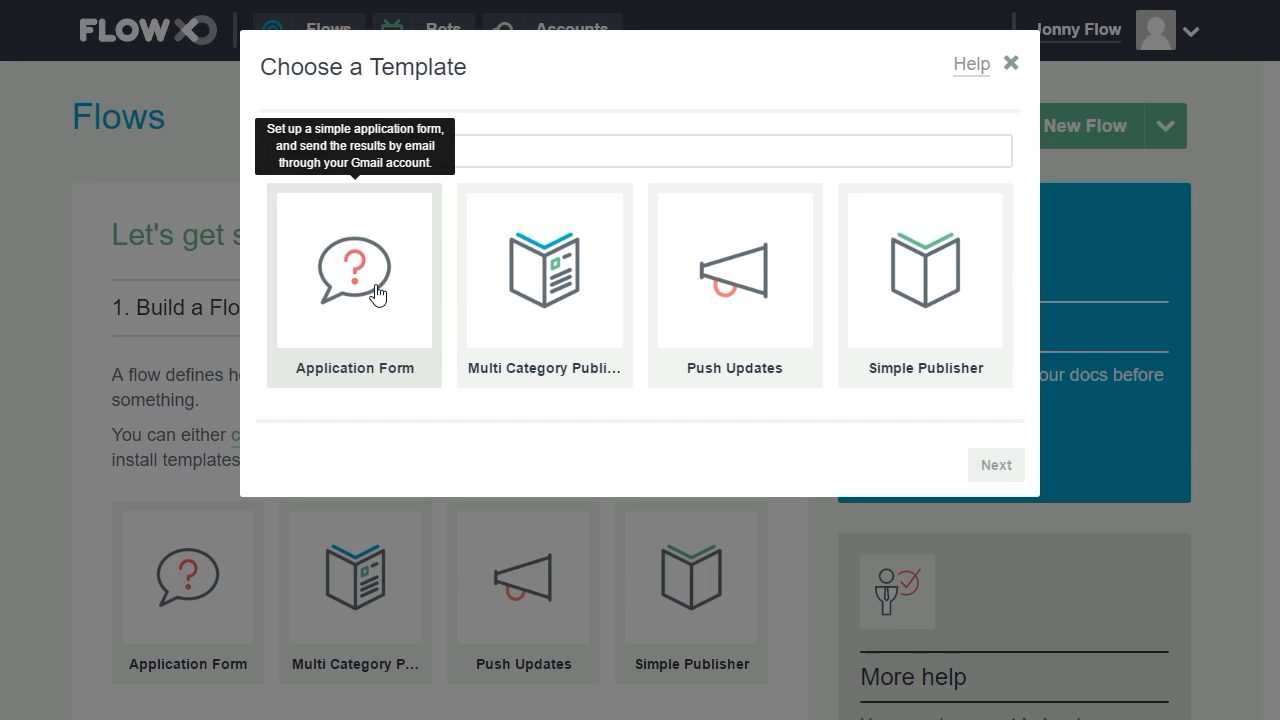 FLOW XO
Flows
Bots
Accounts
Jonny Flow
Choose a Template
Help
Flows
New Flow
Set up a simple application form,
and send the results by email
through your Gmail account.
Let's get s
1. Build a Flo
Application Form
Multi Category Publi...
Push Updates
Simple Publisher
A flow defines h
something.
our docs before
You can either c
install templates
Next
Application Form
Multi Category P...
Push Updates
Simple Publisher
More help